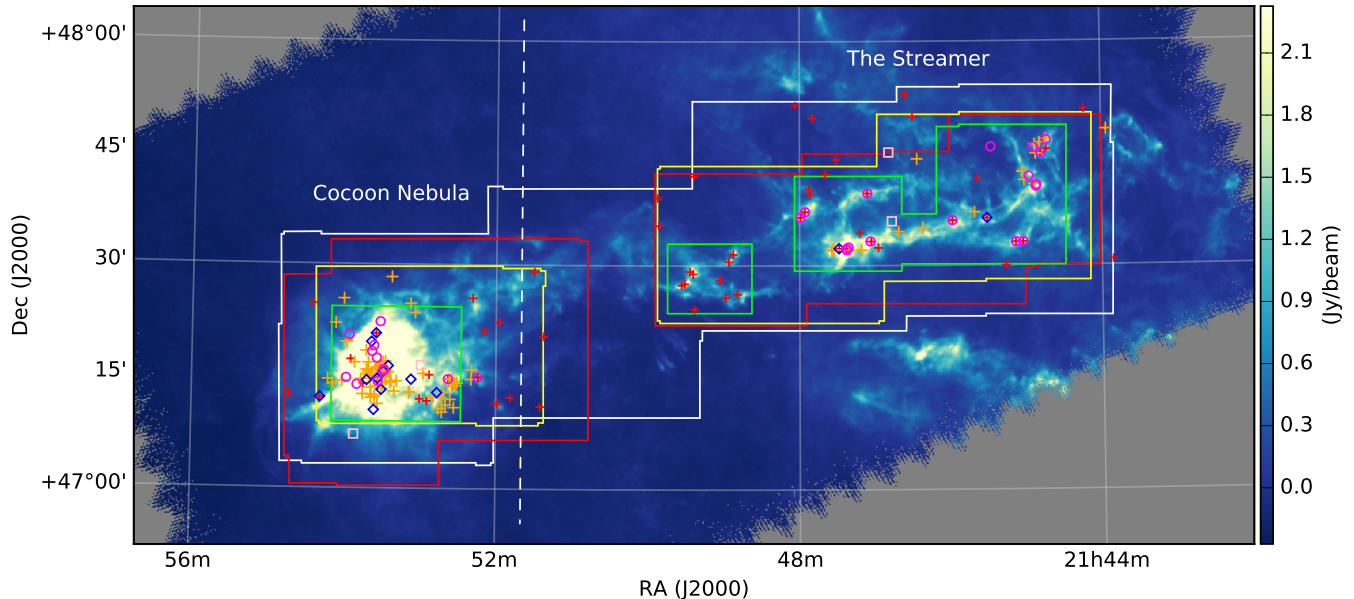 +48°00'
The Streamer
2.1
1.8
45'
Cocoon Nebula
1.5
Dec (J2000)
1.2
(Jy/beam)
30'
0.9
0.6
15'
0.3
+47°00'
0.0
56m
52m
48m
21h44m
RA (J2000)